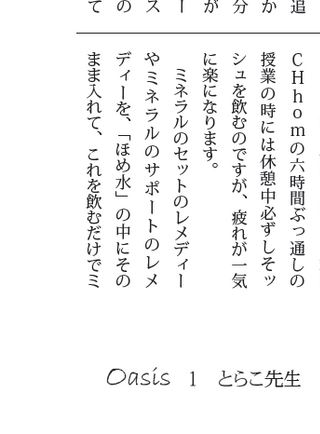 追
か
分
が
ー
ス
の
て
CHhomの六時間ぶっ通しの
授業の時には休憩中必ずしそッ
シュを飲むのですが、疲れが一気
に楽になります。
　ミネラルのセットのレメディー
やミネラルのサポートのレメ
ディーを、「ほめ水」の中にその
まま入れて、これを飲むだけでミ
Oasis 1 とらこ先生